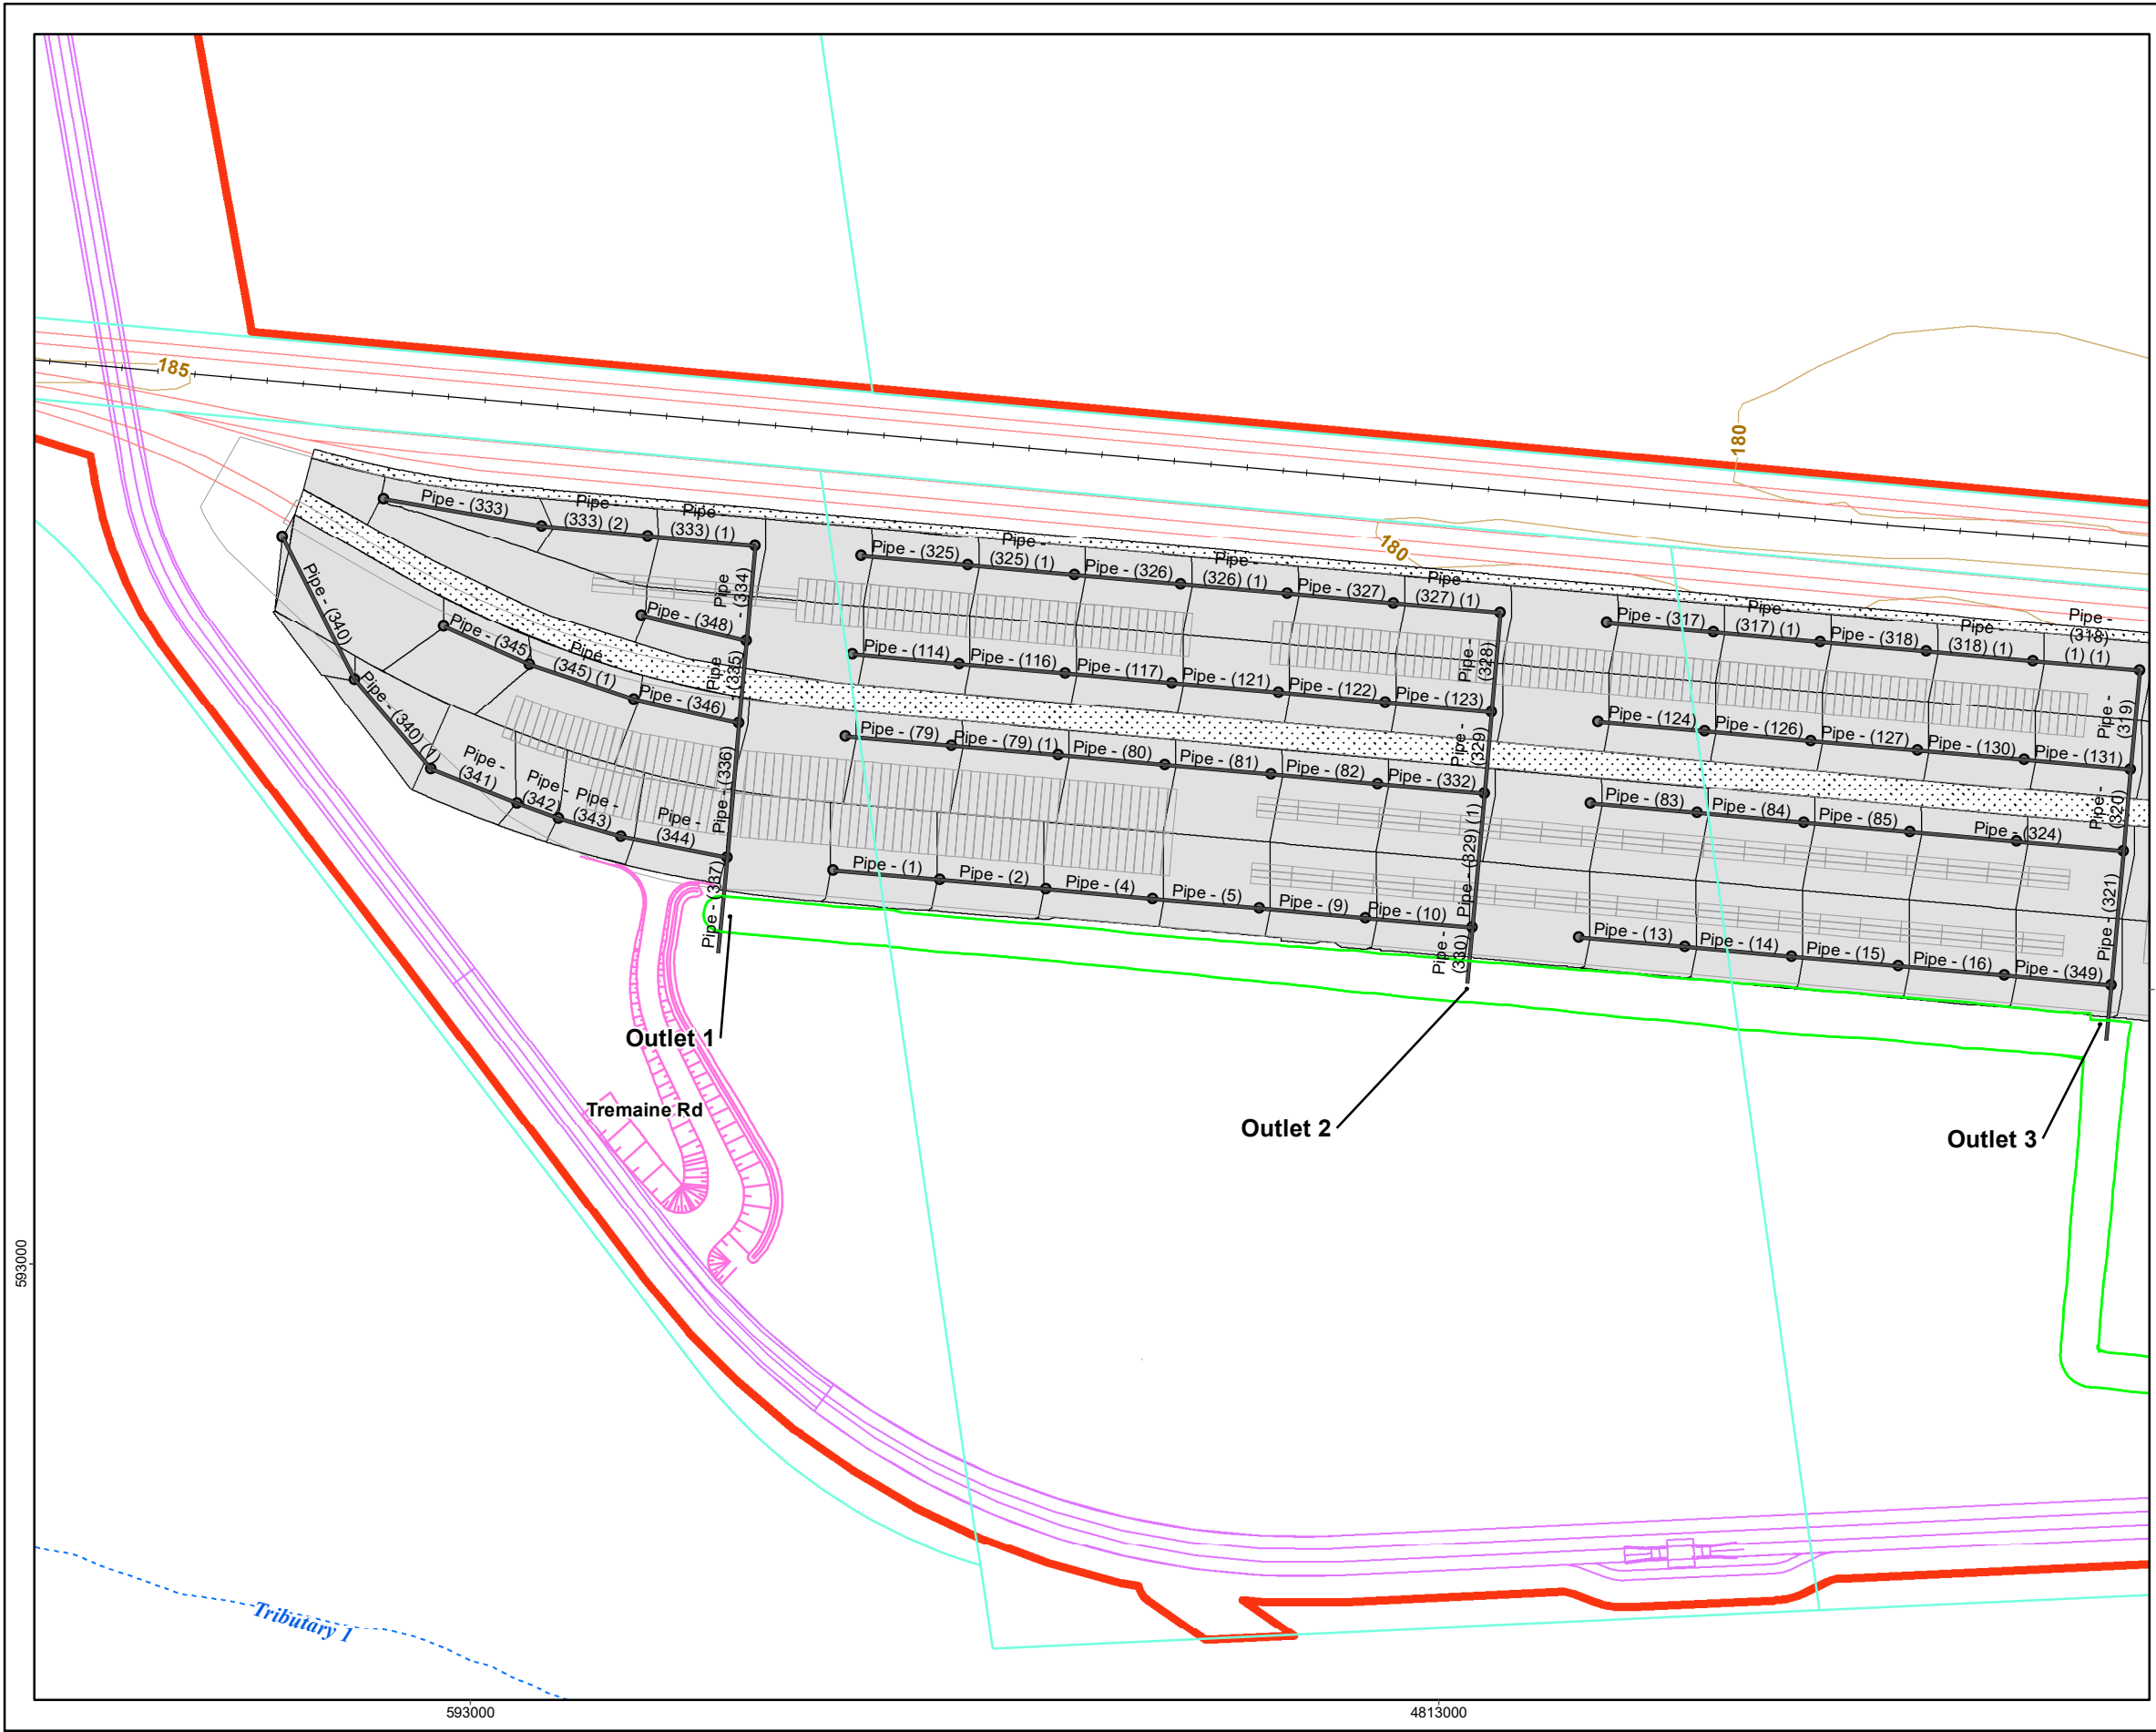 185
180
180
Pipe - (333)
Pipe -
(333) (2)
Pipe -
(333) (1)
Pipe
- (334)
Pipe - (348)
Pipe
- (335)
Pipe - (340)
Pipe - (345)
Pipe -
(345) (1)
Pipe - (346)
Pipe - (340) (1)
Pipe -
(341)
Pipe -
(342)
Pipe -
(343)
Pipe -
(344)
Pipe - (336)
Pipe - (337)
Pipe - (325)
Pipe -
(325) (1)
Pipe - (326)
Pipe -
(326) (1)
Pipe - (327)
Pipe -
(327) (1)
Pipe -
(328)
Pipe - (114)
Pipe - (116)
Pipe - (117)
Pipe - (121)
Pipe - (122)
Pipe - (123)
Pipe -
(329)
Pipe - (79)
Pipe - (79) (1)
Pipe - (80)
Pipe - (81)
Pipe - (82)
Pipe - (332)
Pipe - (329) (1)
Pipe - (1)
Pipe - (2)
Pipe - (4)
Pipe - (5)
Pipe - (9)
Pipe - (10)
Pipe -
(330)
Pipe - (317)
Pipe -
(317) (1)
Pipe - (318)
Pipe -
(318) (1)
Pipe -
(318)
(1) (1)
Pipe -
(319)
Pipe - (124)
Pipe - (126)
Pipe - (127)
Pipe - (130)
Pipe - (131)
Pipe -
(320)
Pipe - (83)
Pipe - (84)
Pipe - (85)
Pipe - (324)
Pipe - (321)
Pipe - (13)
Pipe - (14)
Pipe - (15)
Pipe - (16)
Pipe - (349)
Outlet 1
Tremaine Rd
Outlet 2
Outlet 3
Tributary 1
593000
593000
4813000